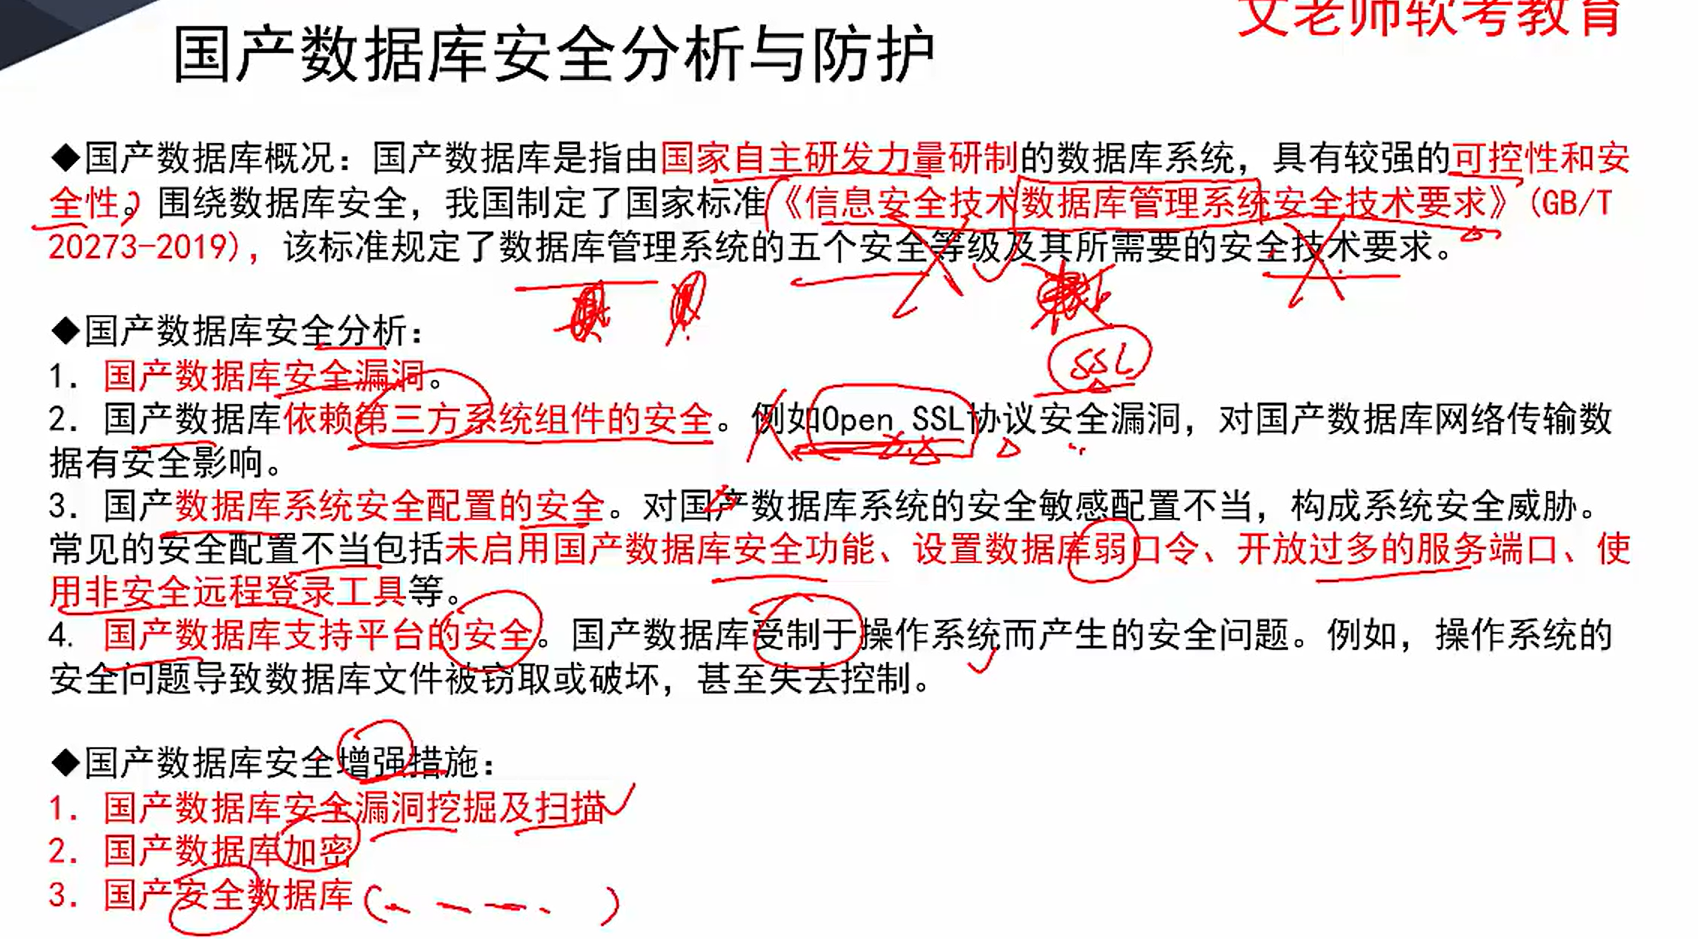 文老师软考教育
国产数据库安全分析与防护
◆国产数据库概况：国产数据库是指由国家自主研发力量研制的数据库系统，具有较强的可控性和安
全性。围绕数据库安全，我国制定了国家标准《信息安全技术数据库管理系统安全技术要求》(GB/T
20273-2019)，该标准规定了数据库管理系统的五个安全等级及其所需要的安全技术要求。
◆国产数据库安全分析：
SSL
1. 国产数据库安全漏洞。
2. 国产数据库依赖第三方系统组件的安全。例如Open SSL协议安全漏洞，对国产数据库网络传输数
据有安全影响。
3. 国产数据库系统安全配置的安全。对国产数据库系统的安全敏感配置不当，构成系统安全威胁。
常见的安全配置不当包括未启用国产数据库安全功能、设置数据库弱口令、开放过多的服务端口、使
用非安全远程登录工具等。
4. 国产数据库支持平台的安全。国产数据库受制于操作系统而产生的安全问题。例如，操作系统的
安全问题导致数据库文件被窃取或破坏，甚至失去控制。
◆国产数据库安全增强措施：
1. 国产数据库安全漏洞挖掘及扫描
2. 国产数据库加密
3. 国产安全数据库